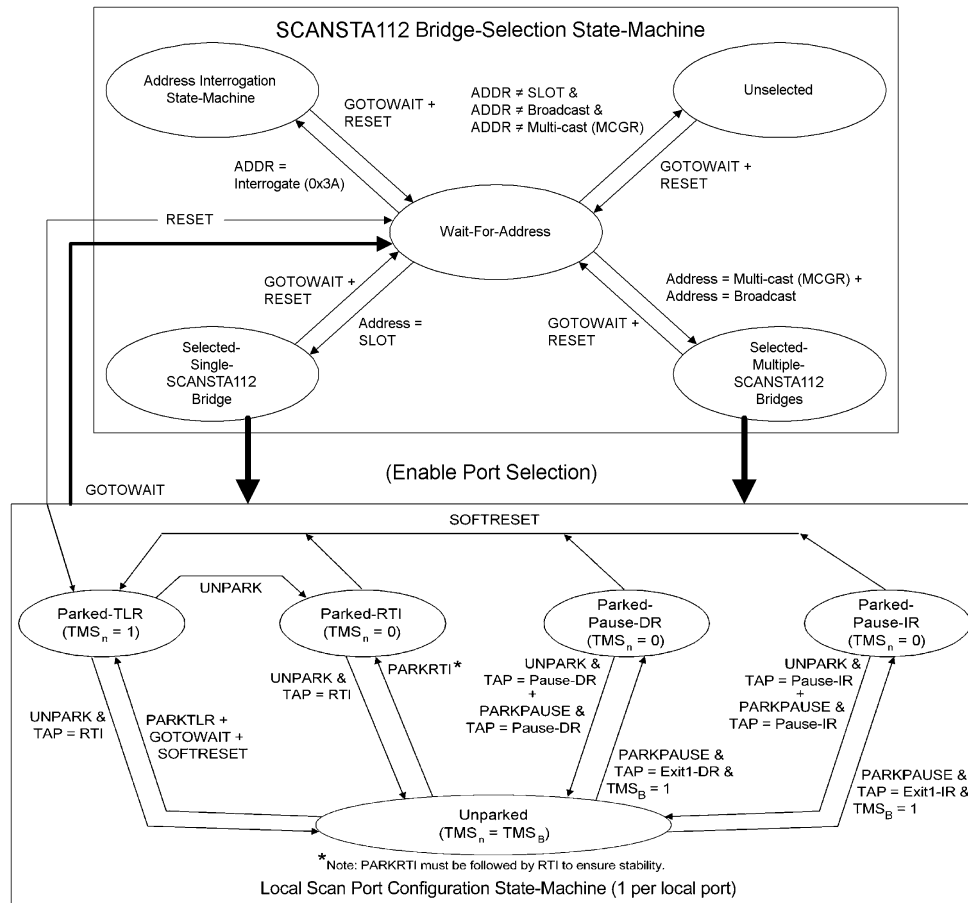 SCANSTA112 Bridge-Selection State-Machine
Address Interrogation
State-Machine
GOTOWAIT +
RESET
ADDR =
Interrogate (0x3A)
ADDR ≠ SLOT &
ADDR ≠ Broadcast &
ADDR ≠ Multi-cast (MCGR)
Unselected
GOTOWAIT +
RESET
RESET
Wait-For-Address
GOTOWAIT +
RESET
Address =
SLOT
Address = Multi-cast (MCGR) +
Address = Broadcast
GOTOWAIT +
RESET
Selected-
Single-
SCANSTA112
Bridge
Selected-
Multiple-
SCANSTA112
Bridges
(Enable Port Selection)
GOTOWAIT
SOFTRESET
UNPARK
Parked-TLR
(TMSn = 1)
Parked-RTI
(TMSn = 0)
Parked-
Pause-DR
(TMSn = 0)
Parked-
Pause-IR
(TMSn = 0)
UNPARK &
TAP = RTI
PARKTLR +
GOTOWAIT +
SOFTRESET
UNPARK &
TAP = RTI
PARKRTI*
UNPARK &
TAP = Pause-DR
+
PARKPAUSE &
TAP = Pause-DR
PARKPAUSE &
TAP = Exit1-DR &
TMSB = 1
UNPARK &
TAP = Pause-IR
+
PARKPAUSE &
TAP = Pause-IR
PARKPAUSE &
TAP = Exit1-IR &
TMSB = 1
Unparked
(TMSn = TMSB)
*Note: PARKRTI must be followed by RTI to ensure stability.
Local Scan Port Configuration State-Machine (1 per local port)